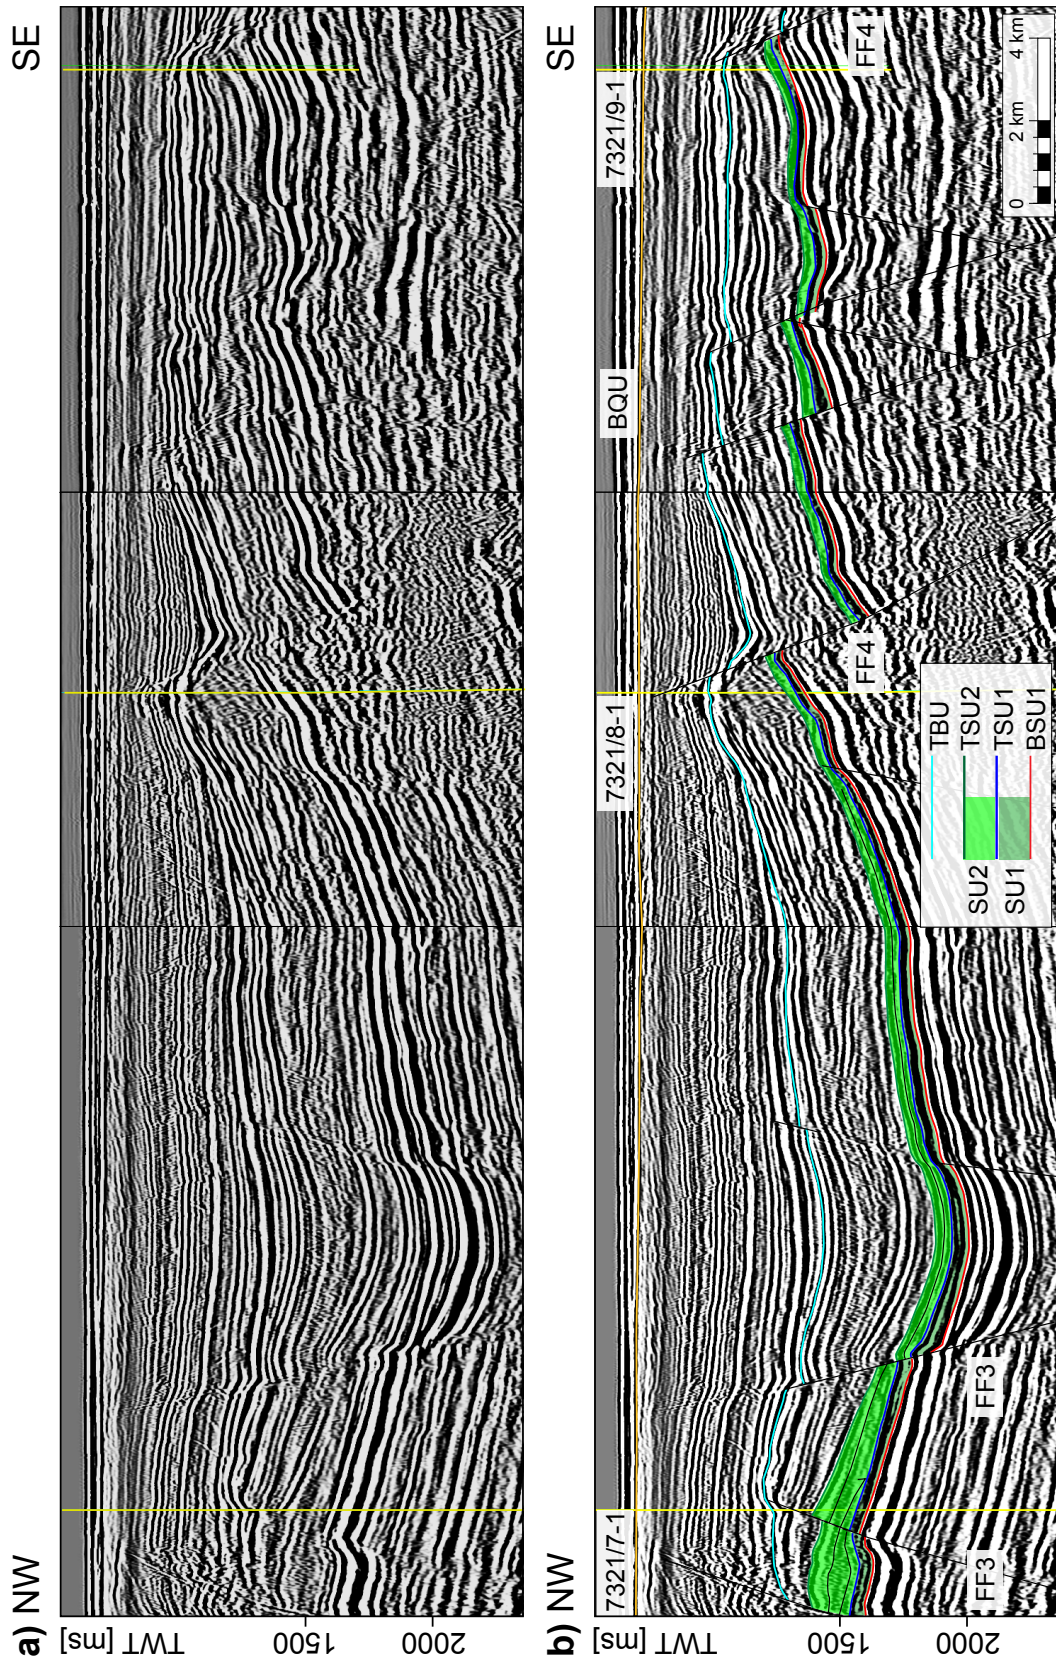 a) NW
SE
TWT [ms]
1500
2000
b) NW
SE
7321/7-1
7321/8-1
BQU
7321/9-1
TWT [ms]
1500
2000
FF3
FF3
FF4
FF4
SU2
SU1
TBU
TSU2
TSU1
BSU1
0
2 km
4 km